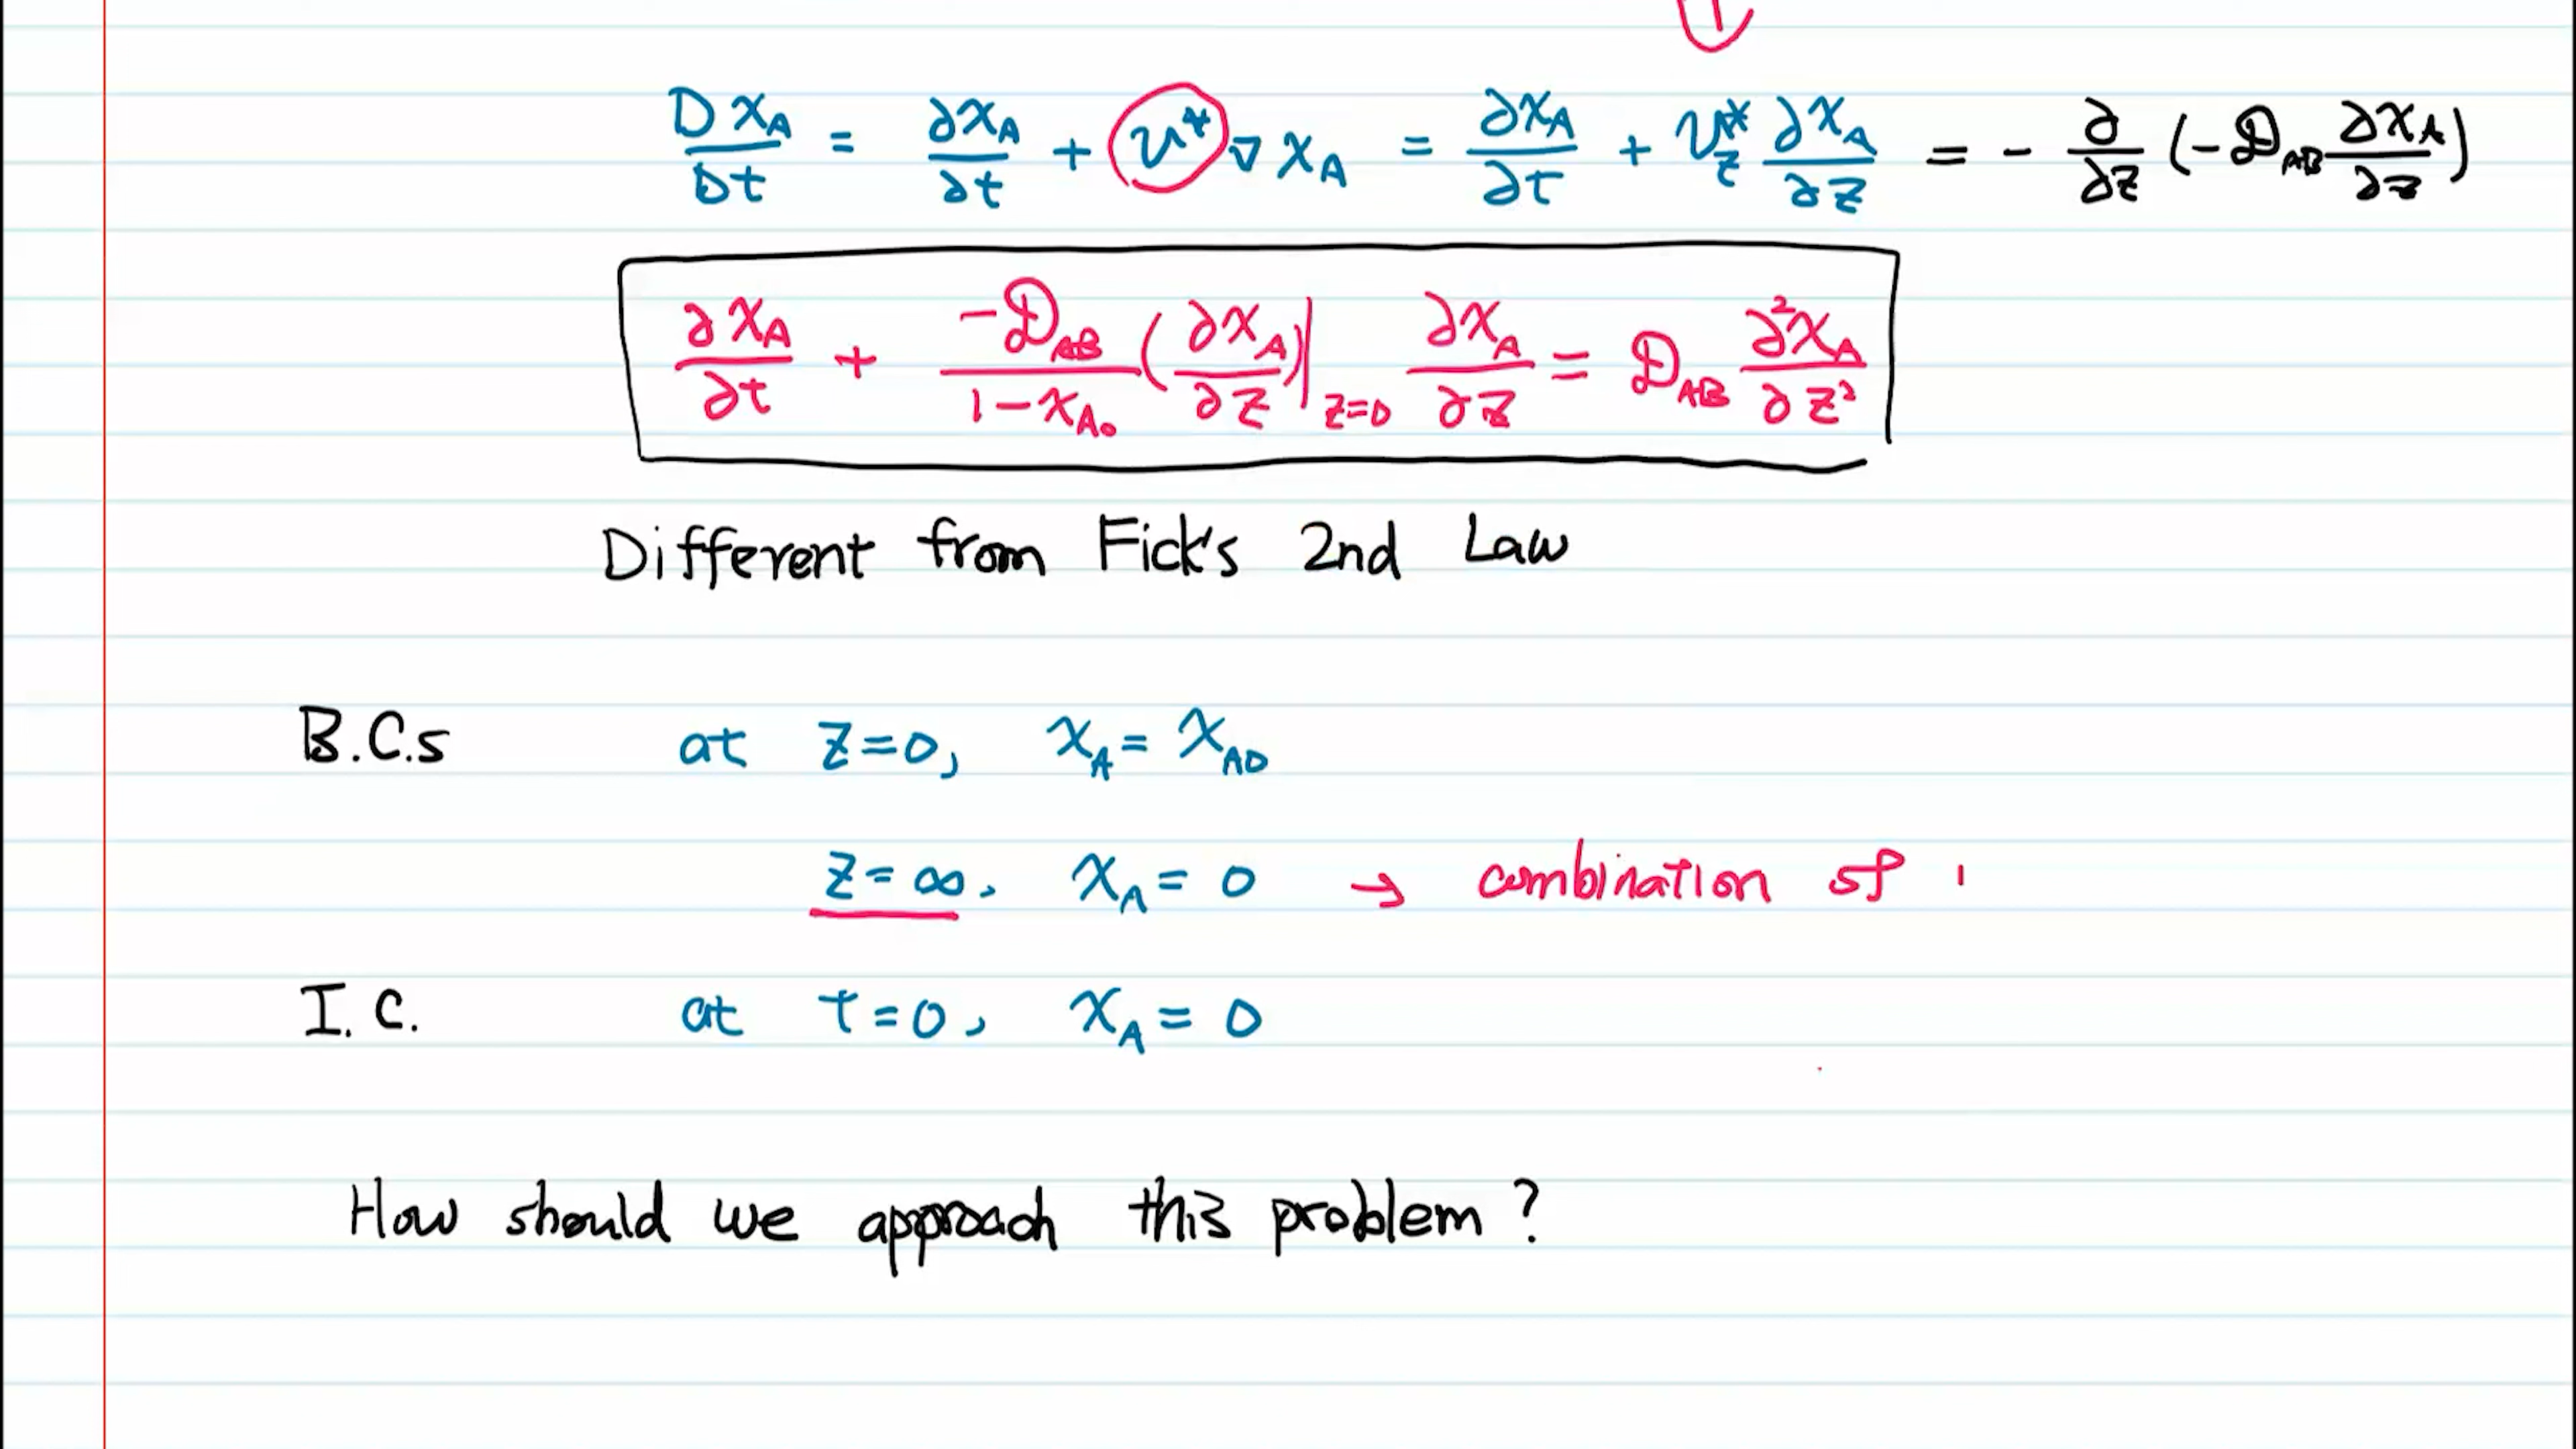 1
D x_A/Dt = ∂x_A/∂t + v* ∇ x_A = ∂x_A/∂t + v_z* ∂x_A/∂z = - ∂/∂z (-𝒟_AB ∂x_A/∂z)
∂x_A/∂t + -𝒟_AB/(1-x_A0) (∂x_A/∂z)|_z=0 ∂x_A/∂z = 𝒟_AB ∂²x_A/∂z²
Different from Fick's 2nd Law
B.C.s at z=0, x_A = x_A0
z=∞, x_A = 0 → combination of
I.C. at t=0, x_A = 0
How should we approach this problem?